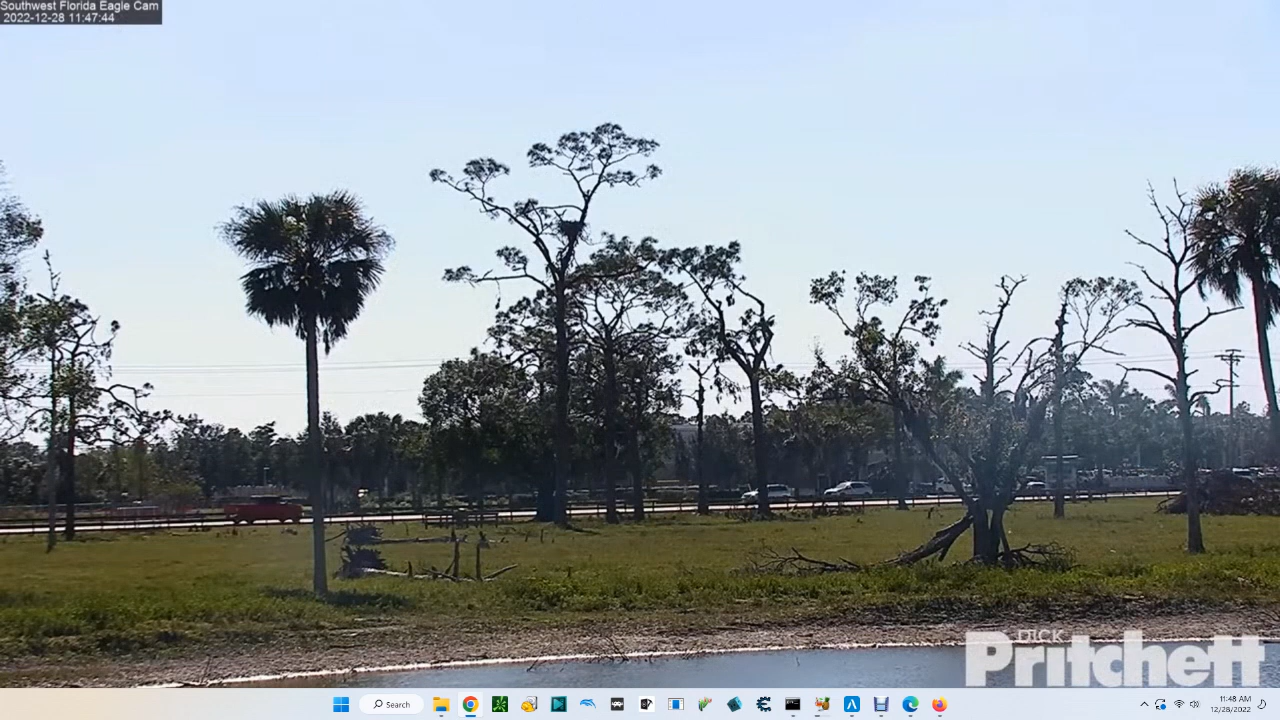 Southwest Florida Eagle Cam
2022-12-28 11:47:44
DICK
Pritchett
Search
11:48 AM
12/28/2022